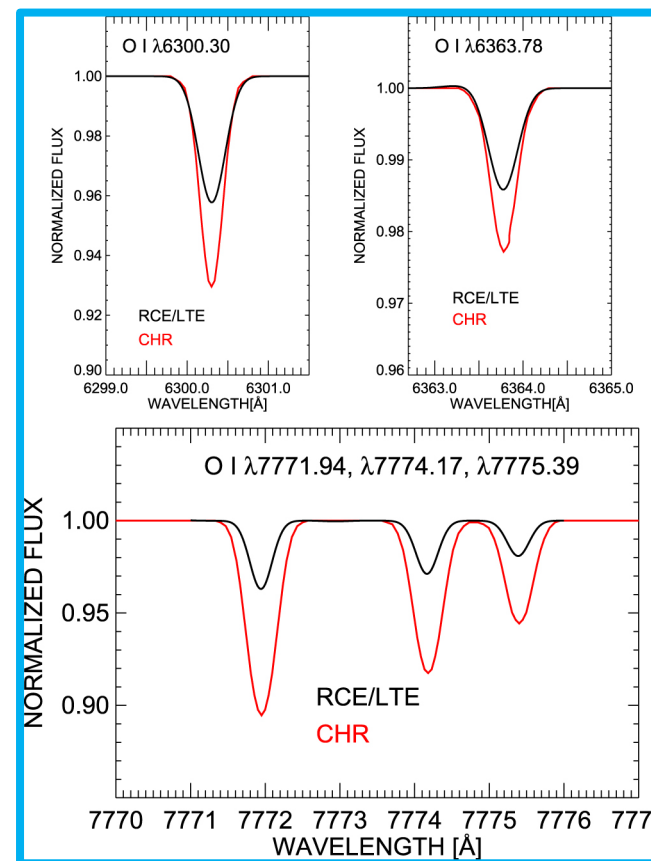 O I λ6300.30
1.00
0.98
0.96
0.94
0.92
0.90
NORMALIZED FLUX
RCE/LTE
CHR
6299.0 6300.0 6301.0
WAVELENGTH[Å]
O I λ6363.78
1.00
0.99
0.98
0.97
0.96
NORMALIZED FLUX
RCE/LTE
CHR
6363.0 6364.0 6365.0
WAVELENGTH[Å]
O I λ7771.94, λ7774.17, λ7775.39
1.00
0.95
0.90
NORMALIZED FLUX
RCE/LTE
CHR
7770 7771 7772 7773 7774 7775 7776 777
WAVELENGTH [Å]